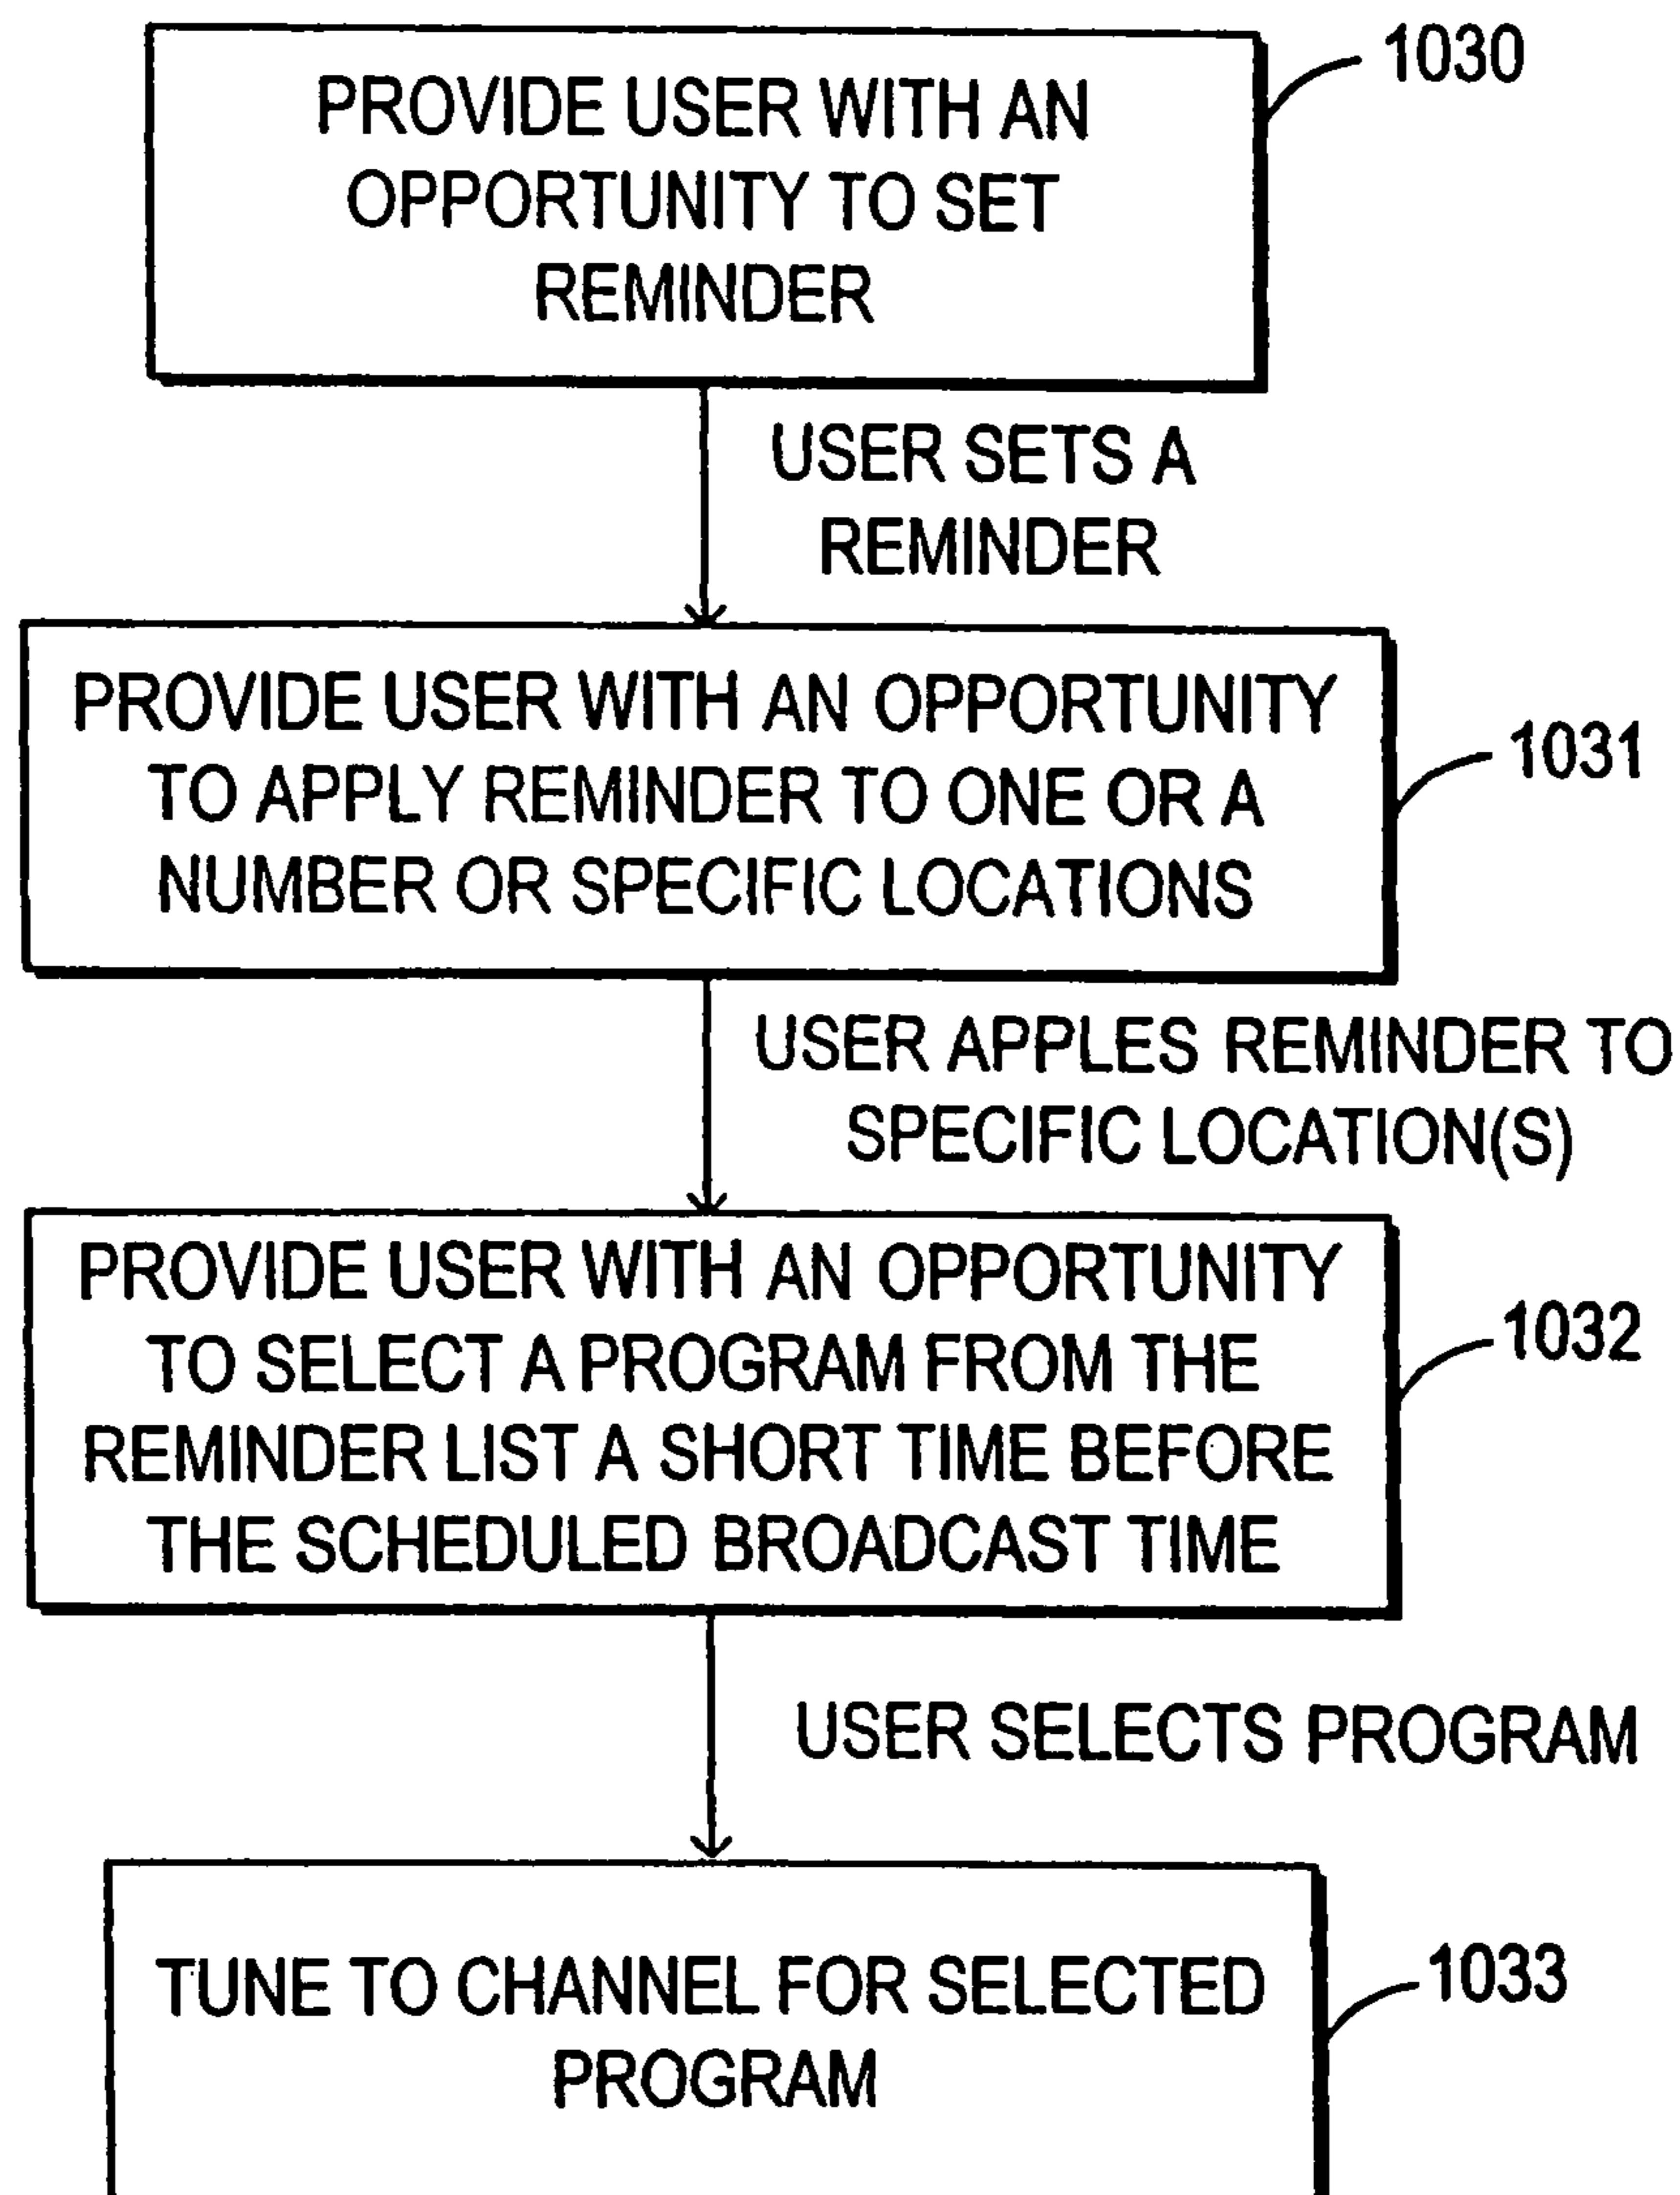 PROVIDE USER WITH AN
OPPORTUNITY TO SET
REMINDER
1030
USER SETS A
REMINDER
PROVIDE USER WITH AN OPPORTUNITY
TO APPLY REMINDER TO ONE OR A
NUMBER OR SPECIFIC LOCATIONS
1031
USER APPLES REMINDER TO
SPECIFIC LOCATION(S)
PROVIDE USER WITH AN OPPORTUNITY
TO SELECT A PROGRAM FROM THE
REMINDER LIST A SHORT TIME BEFORE
THE SCHEDULED BROADCAST TIME
1032
USER SELECTS PROGRAM
TUNE TO CHANNEL FOR SELECTED
PROGRAM
1033